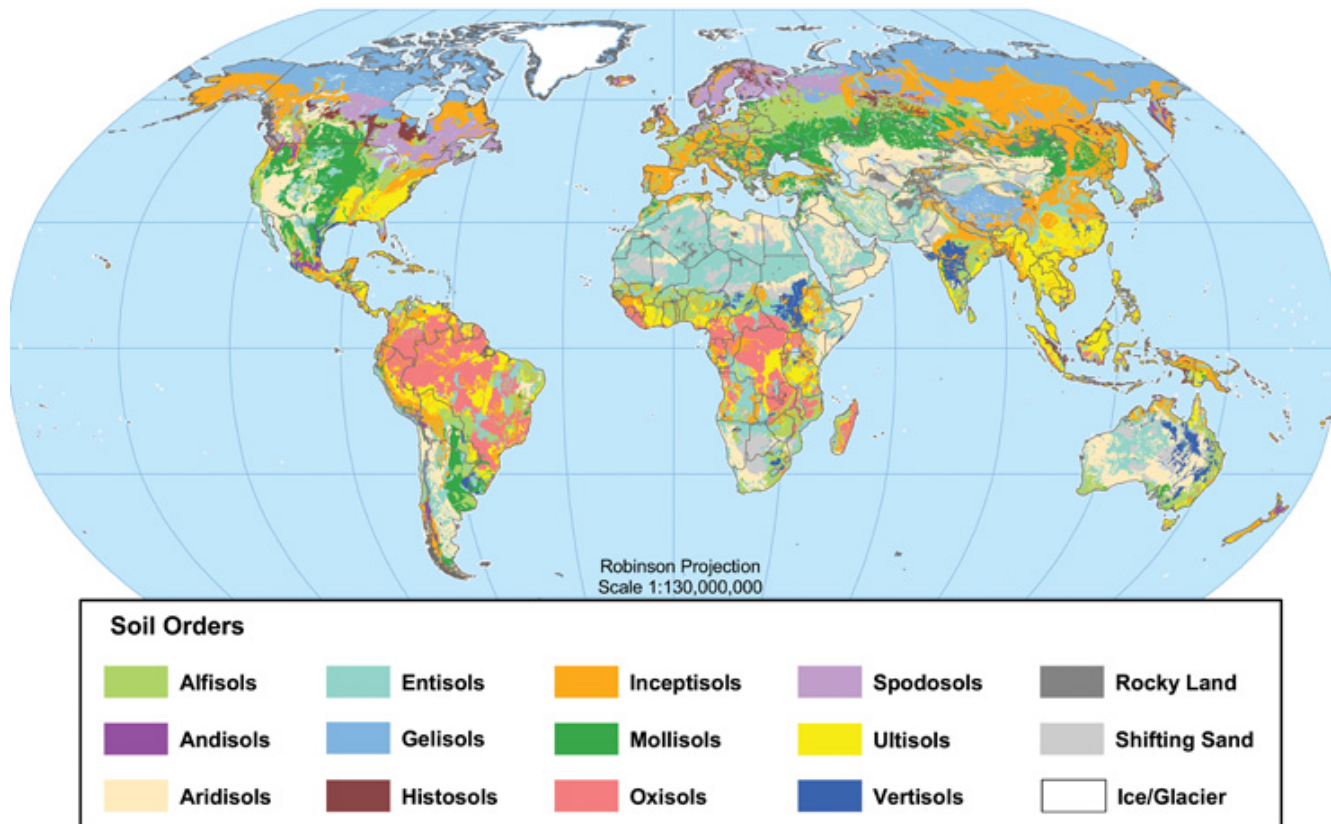 Robinson Projection
Scale 1:130,000,000
Soil Orders
Alfisols Entisols Inceptisols Spodosols Rocky Land
Andisols Gelisols Mollisols Ultisols Shifting Sand
Aridisols Histosols Oxisols Vertisols Ice/Glacier